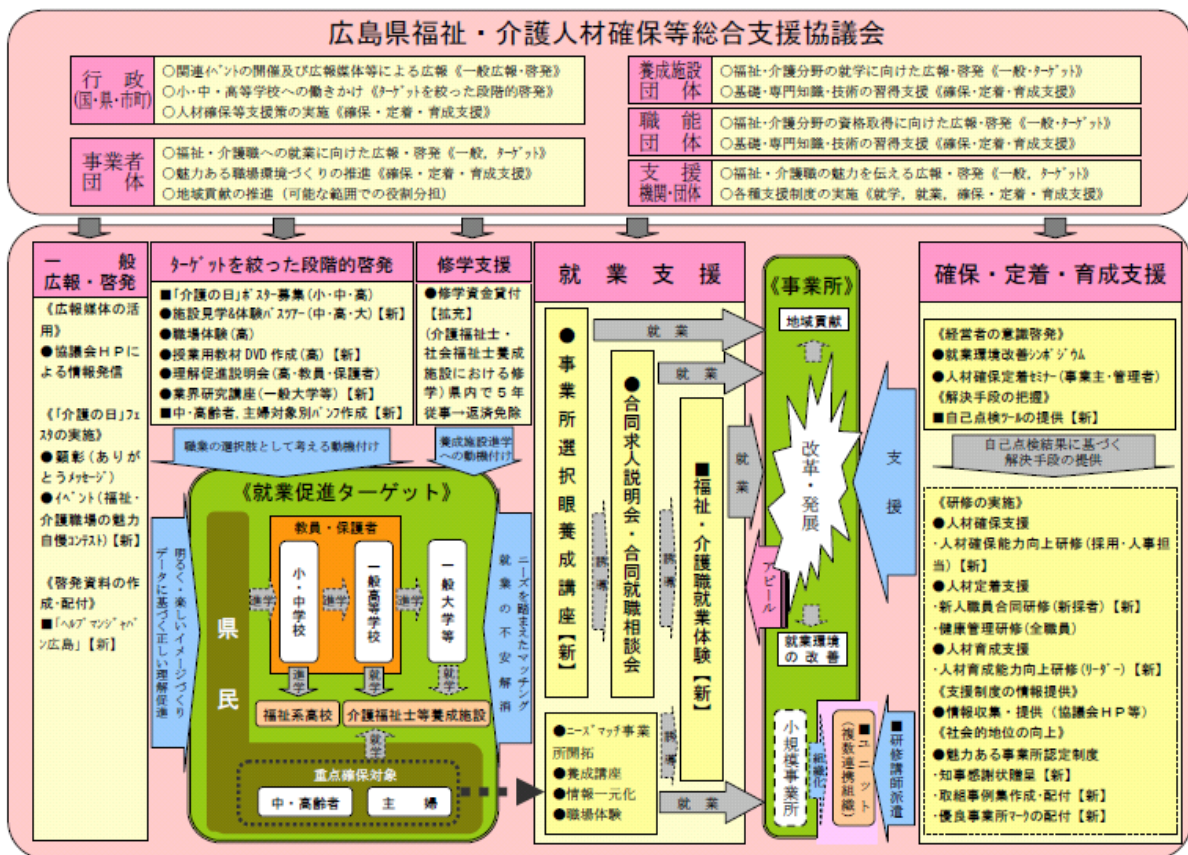 広島県福祉・介護人材確保等総合支援協議会
行政
(国・県・市町)
○関連イベントの開催及び広報媒体等による広報《一般広報・啓発》
○小・中・高等学校への働きかけ《ターゲットを絞った段階的啓発》
○人材確保等支援策の実施《確保・定着・育成支援》
事業者
団体
○福祉・介護職への就業に向けた広報・啓発《一般，ターゲット》
○魅力ある職場環境づくりの推進《確保・定着・育成支援》
○地域貢献の推進（可能な範囲での役割分担）
養成施設
団体
○福祉・介護分野の就学に向けた広報・啓発《一般・ターゲット》
○基礎・専門知識・技術の習得支援《確保・定着・育成支援》
職能
団体
○福祉・介護分野の資格取得に向けた広報・啓発《一般・ターゲット》
○基礎・専門知識・技術の習得支援《確保・定着・育成支援》
支援
機関・団体
○福祉・介護職の魅力を伝える広報・啓発《一般，ターゲット》
○各種支援制度の実施《就学，就業，確保・定着・育成支援》
一般
広報・啓発
《広報媒体の活
用》
●協議会ＨＰに
よる情報発信
《「介護の日」フェ
スタの実施》
●顕彰（ありが
とうメッセージ）
●イベント（福祉・
介護職場の魅力
自慢コンテスト）【新】
《啓発資料の作
成・配付》
■「ヘルプマンジャパ
ン広島」【新】
ターゲットを絞った段階的啓発
■「介護の日」ポスター募集（小・中・高）
●施設見学&体験バスツアー（中・高・大）【新】
●職場体験（高）
●授業用教材DVD作成（高）【新】
●理解促進説明会（高・教員・保護者）
●業界研究講座（一般大学等）【新】
■中・高齢者，主婦対象別パンフ作成【新】
職業の選択肢として考える動機付け
修学支援
●修学資金貸付
【拡充】
（介護福祉士・
社会福祉士養成
施設における修
学）県内で５年
従事→返済免除
養成施設進学
への動機付け
《就業促進ターゲット》
明るく・楽しいイメージづくり
データに基づく正しい理解促進
県民
教員・保護者
小・中学校
進学
進学
一般高等学校
進学
一般大学等
進学
就学
就学
福祉系高校
介護福祉士等養成施設
就学
重点確保対象
中・高齢者
主婦
ニーズを踏まえたマッチング
就業の不安解消
就業支援
●事業所選択眼養成講座【新】
就業
誘導
●合同求人説明会・合同就職相談会
就業
誘導
■福祉・介護職就業体験【新】
就業
誘導
●ニーズマッチ事業
所開拓
●養成講座
●情報一元化
●職場体験
就業
《事業所》
地域貢献
改革・発展
アピール
就業環境
の改善
小規模事業所
組織化
■ユニット
（複数連携組織）
支援
■研修講師派遣
確保・定着・育成支援
《経営者の意識啓発》
●就業環境改善シンポジウム
●人材確保定着セミナー（事業主・管理者）
《解決手段の把握》
■自己点検ツールの提供【新】
自己点検結果に基づく
解決手段の提供
《研修の実施》
●人材確保支援
・人材確保能力向上研修（採用・人事担
当）【新】
●人材定着支援
・新人職員合同研修（新採者）【新】
・健康管理研修（全職員）
●人材育成支援
・人材育成能力向上研修（リーダー）【新】
《支援制度の情報提供》
●情報収集・提供（協議会ＨＰ等）
《社会的地位の向上》
●魅力ある事業所認定制度
・知事感謝状贈呈【新】
・取組事例集作成・配付【新】
・優良事業所マークの配付【新】